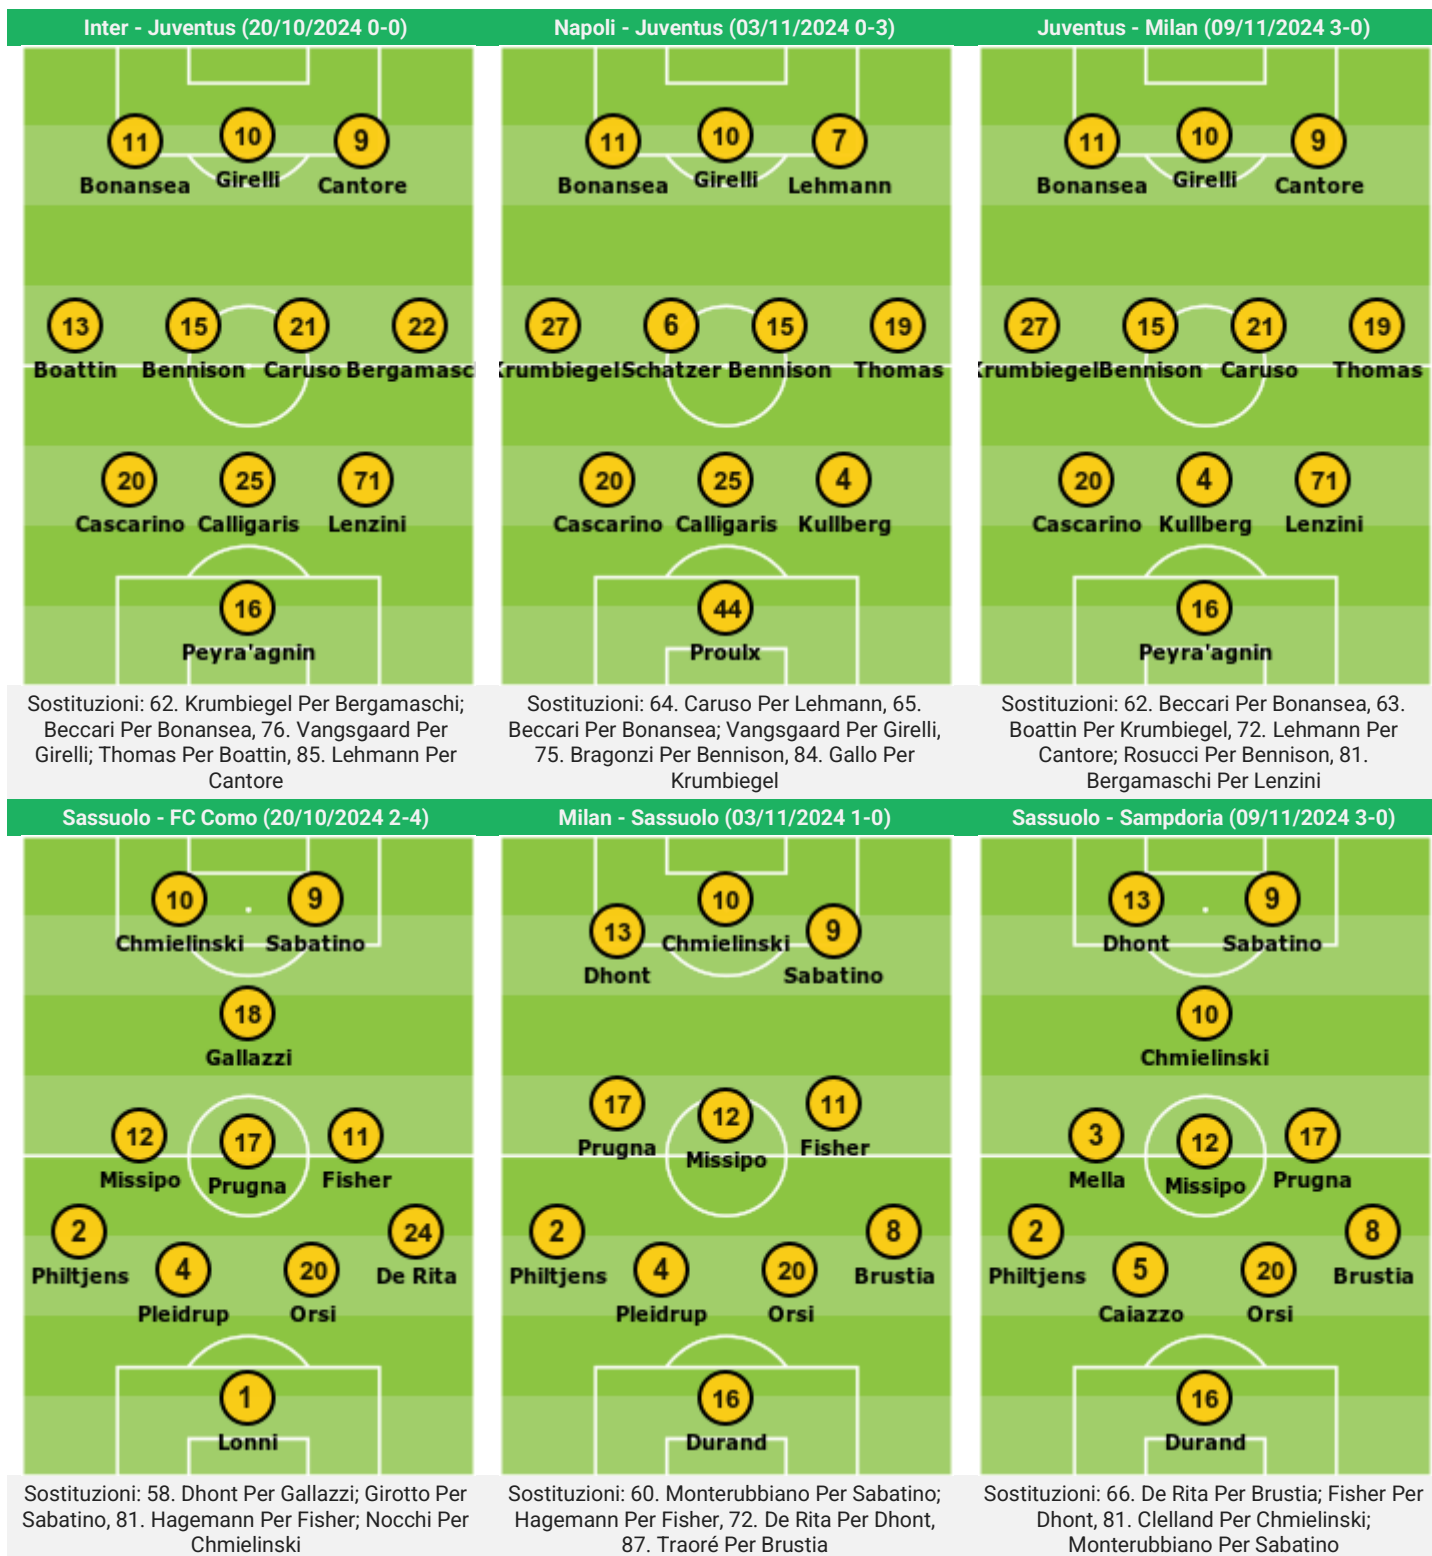 Inter - Juventus (20/10/2024 0-0)
11
10
9
Bonansea
Girelli
Cantore
13
15
21
22
Boattin
Bennison
Caruso
Bergamasc
20
25
71
Cascarino
Calligaris
Lenzini
16
Peyra'agnin
Sostituzioni: 62. Krumbiegel Per Bergamaschi;
Beccari Per Bonansea, 76. Vangsgaard Per
Girelli; Thomas Per Boattin, 85. Lehmann Per
Cantore
Napoli - Juventus (03/11/2024 0-3)
11
10
7
Bonansea
Girelli
Lehmann
27
6
15
19
Krumbiegel
Schatzer
Bennison
Thomas
20
25
4
Cascarino
Calligaris
Kullberg
44
Proulx
Sostituzioni: 64. Caruso Per Lehmann, 65.
Beccari Per Bonansea; Vangsgaard Per Girelli,
75. Bragonzi Per Bennison, 84. Gallo Per
Krumbiegel
Juventus - Milan (09/11/2024 3-0)
11
10
9
Bonansea
Girelli
Cantore
27
15
21
19
Krumbiegel
Bennison
Caruso
Thomas
20
4
71
Cascarino
Kullberg
Lenzini
16
Peyra'agnin
Sostituzioni: 62. Beccari Per Bonansea, 63.
Boattin Per Krumbiegel, 72. Lehmann Per
Cantore; Rosucci Per Bennison, 81.
Bergamaschi Per Lenzini
Sassuolo - FC Como (20/10/2024 2-4)
10
9
Chmielinski
Sabatino
18
Gallazzi
12
17
11
Missipo
Prugna
Fisher
2
4
20
24
Philtjens
Pleidrup
Orsi
De Rita
1
Lonni
Sostituzioni: 58. Dhont Per Gallazzi; Girotto Per
Sabatino, 81. Hagemann Per Fisher; Nocchi Per
Chmielinski
Milan - Sassuolo (03/11/2024 1-0)
13
10
9
Dhont
Chmielinski
Sabatino
17
12
11
Prugna
Missipo
Fisher
2
4
20
8
Philtjens
Pleidrup
Orsi
Brustia
16
Durand
Sostituzioni: 60. Monterubbiano Per Sabatino;
Hagemann Per Fisher, 72. De Rita Per Dhont,
87. Traoré Per Brustia
Sassuolo - Sampdoria (09/11/2024 3-0)
13
9
Dhont
Sabatino
10
Chmielinski
3
12
17
Mella
Missipo
Prugna
2
5
20
8
Philtjens
Caiazzo
Orsi
Brustia
16
Durand
Sostituzioni: 66. De Rita Per Brustia; Fisher Per
Dhont, 81. Clelland Per Chmielinski;
Monterubbiano Per Sabatino